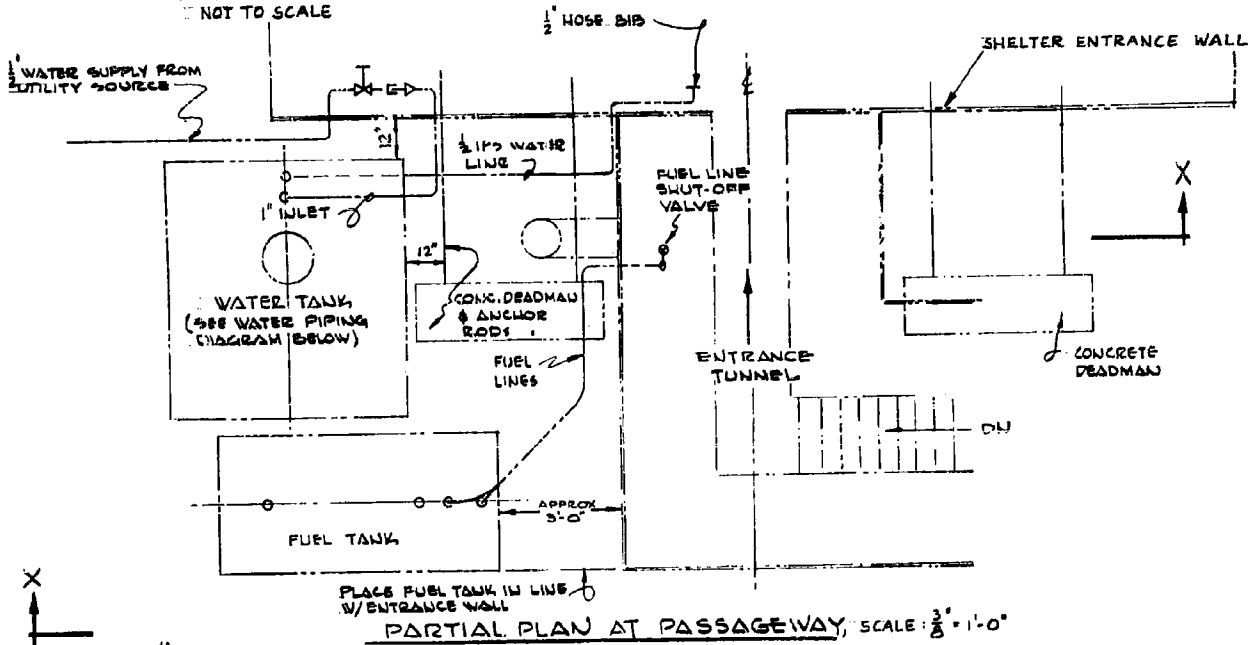 NOT TO SCALE
1/2" HOSE BIB
SHELTER ENTRANCE WALL
1/2" WATER SUPPLY FROM
UTILITY SOURCE
12"
1/2 IPS WATER
LINE
FUEL LINE
SHUT-OFF
VALVE
X
1" INLET
12"
WATER TANK
(SEE WATER PIPING
DIAGRAM BELOW)
CONC. DEADMAN
& ANCHOR
RODS
FUEL
LINES
ENTRANCE
TUNNEL
CONCRETE
DEADMAN
DN
APPROX
3'-0"
FUEL TANK
X
PLACE FUEL TANK IN LINE
W/ENTRANCE WALL
PARTIAL PLAN AT PASSAGEWAY, SCALE: 3/8" = 1'-0"